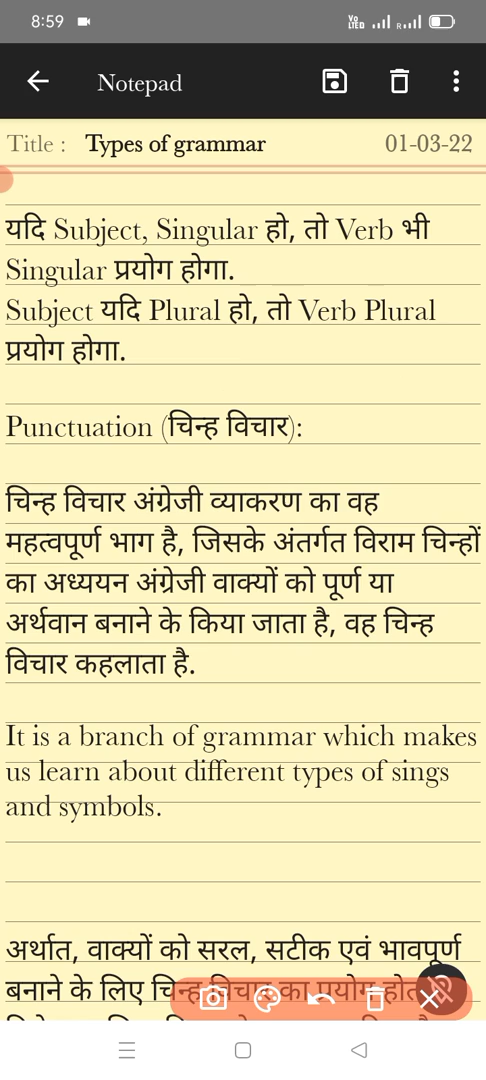 8:59
Vo LTED R
Notepad
Title : Types of grammar 01-03-22
यदि Subject, Singular हो, तो Verb भी
Singular प्रयोग होगा.
Subject यदि Plural हो, तो Verb Plural
प्रयोग होगा.
Punctuation (चिन्ह विचार):
चिन्ह विचार अंग्रेजी व्याकरण का वह
महत्वपूर्ण भाग है, जिसके अंतर्गत विराम चिन्हों
का अध्ययन अंग्रेजी वाक्यों को पूर्ण या
अर्थवान बनाने के किया जाता है, वह चिन्ह
विचार कहलाता है.
It is a branch of grammar which makes
us learn about different types of sings
and symbols.
अर्थात, वाक्यों को सरल, सटीक एवं भावपूर्ण
बनाने के लिए चिन्ह विचार का प्रयोग होता